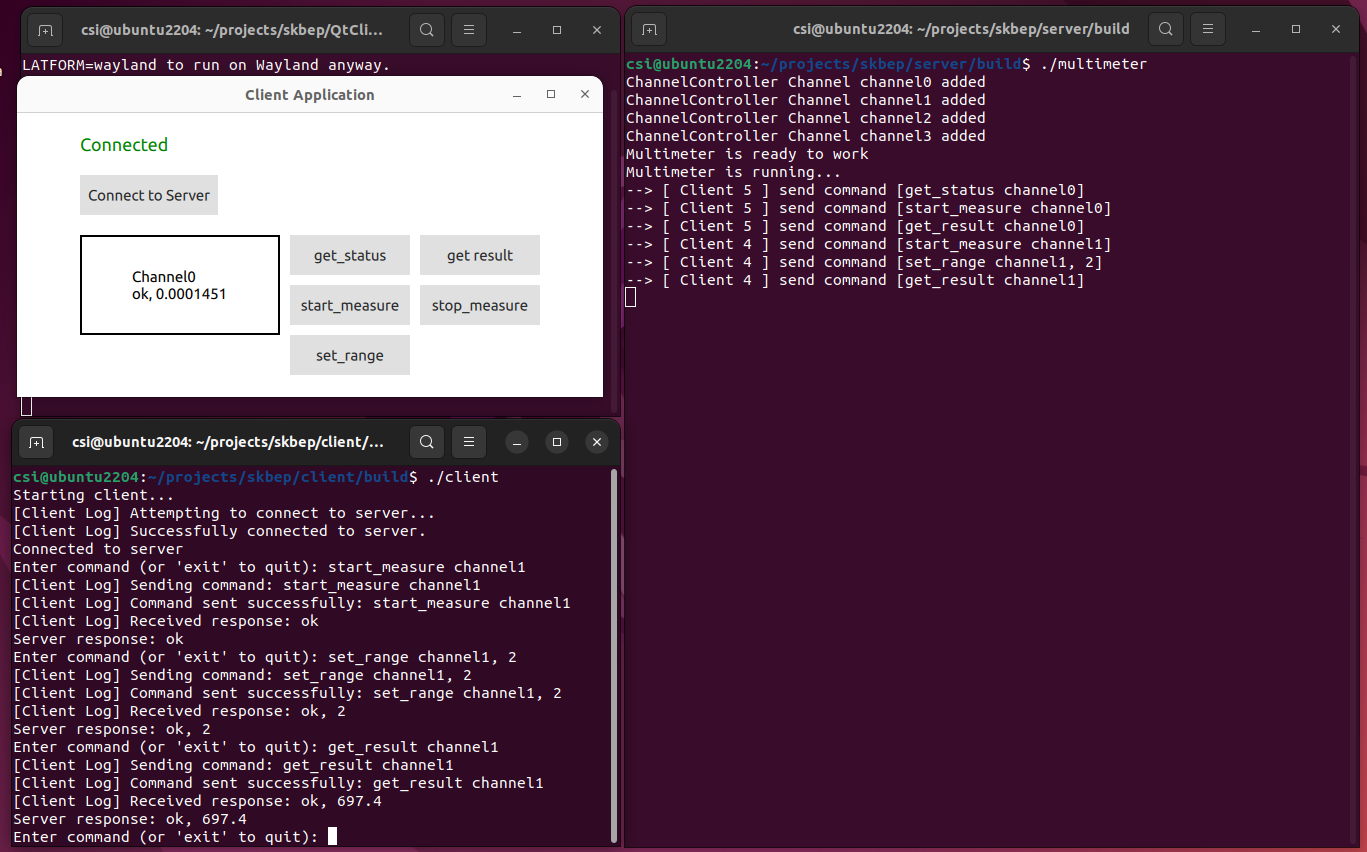 csi@ubuntu2204: ~/projects/skbep/QtCli...
LATFORM=wayland to run on Wayland anyway.
Client Application
Connected
Connect to Server
Channel0
ok, 0.0001451
get_status
get result
start_measure
stop_measure
set_range
csi@ubuntu2204: ~/projects/skbep/client/...
csi@ubuntu2204:~/projects/skbep/client/build$ ./client
Starting client...
[Client Log] Attempting to connect to server...
[Client Log] Successfully connected to server.
Connected to server
Enter command (or 'exit' to quit): start_measure channel1
[Client Log] Sending command: start_measure channel1
[Client Log] Command sent successfully: start_measure channel1
[Client Log] Received response: ok
Server response: ok
Enter command (or 'exit' to quit): set_range channel1, 2
[Client Log] Sending command: set_range channel1, 2
[Client Log] Command sent successfully: set_range channel1, 2
[Client Log] Received response: ok, 2
Server response: ok, 2
Enter command (or 'exit' to quit): get_result channel1
[Client Log] Sending command: get_result channel1
[Client Log] Command sent successfully: get_result channel1
[Client Log] Received response: ok, 697.4
Server response: ok, 697.4
Enter command (or 'exit' to quit):
csi@ubuntu2204: ~/projects/skbep/server/build
csi@ubuntu2204:~/projects/skbep/server/build$ ./multimeter
ChannelController Channel channel0 added
ChannelController Channel channel1 added
ChannelController Channel channel2 added
ChannelController Channel channel3 added
Multimeter is ready to work
Multimeter is running...
--> [ Client 5 ] send command [get_status channel0]
--> [ Client 5 ] send command [start_measure channel0]
--> [ Client 5 ] send command [get_result channel0]
--> [ Client 4 ] send command [start_measure channel1]
--> [ Client 4 ] send command [set_range channel1, 2]
--> [ Client 4 ] send command [get_result channel1]